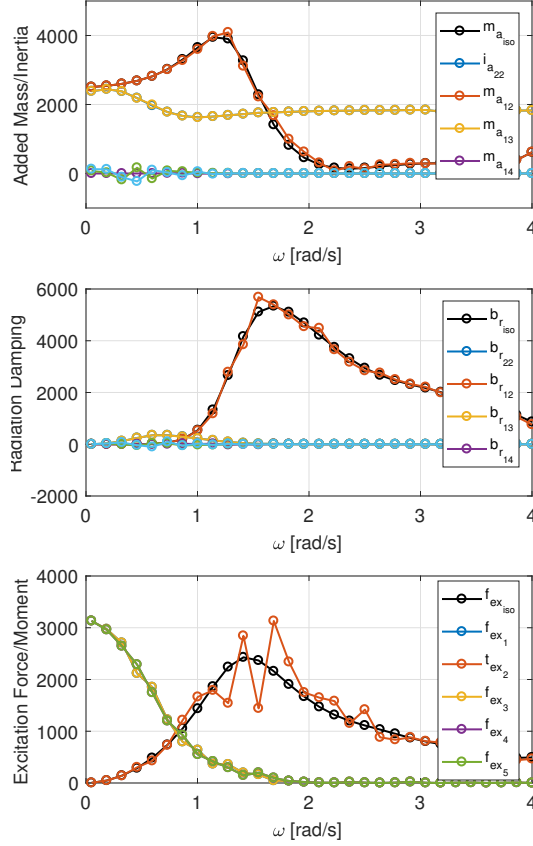 4000
2000
0
Added Mass/Inertia
m_{a_{iso}}
i_{a_{22}}
m_{a_{12}}
m_{a_{13}}
m_{a_{14}}
0 1 2 3 4
ω [rad/s]
6000
4000
2000
0
-2000
Radiation Damping
b_{r_{iso}}
b_{r_{22}}
b_{r_{12}}
b_{r_{13}}
b_{r_{14}}
0 1 2 3 4
ω [rad/s]
4000
3000
2000
1000
0
Excitation Force/Moment
f_{ex_{iso}}
f_{ex_1}
t_{ex_2}
f_{ex_3}
f_{ex_4}
f_{ex_5}
0 1 2 3 4
ω [rad/s]